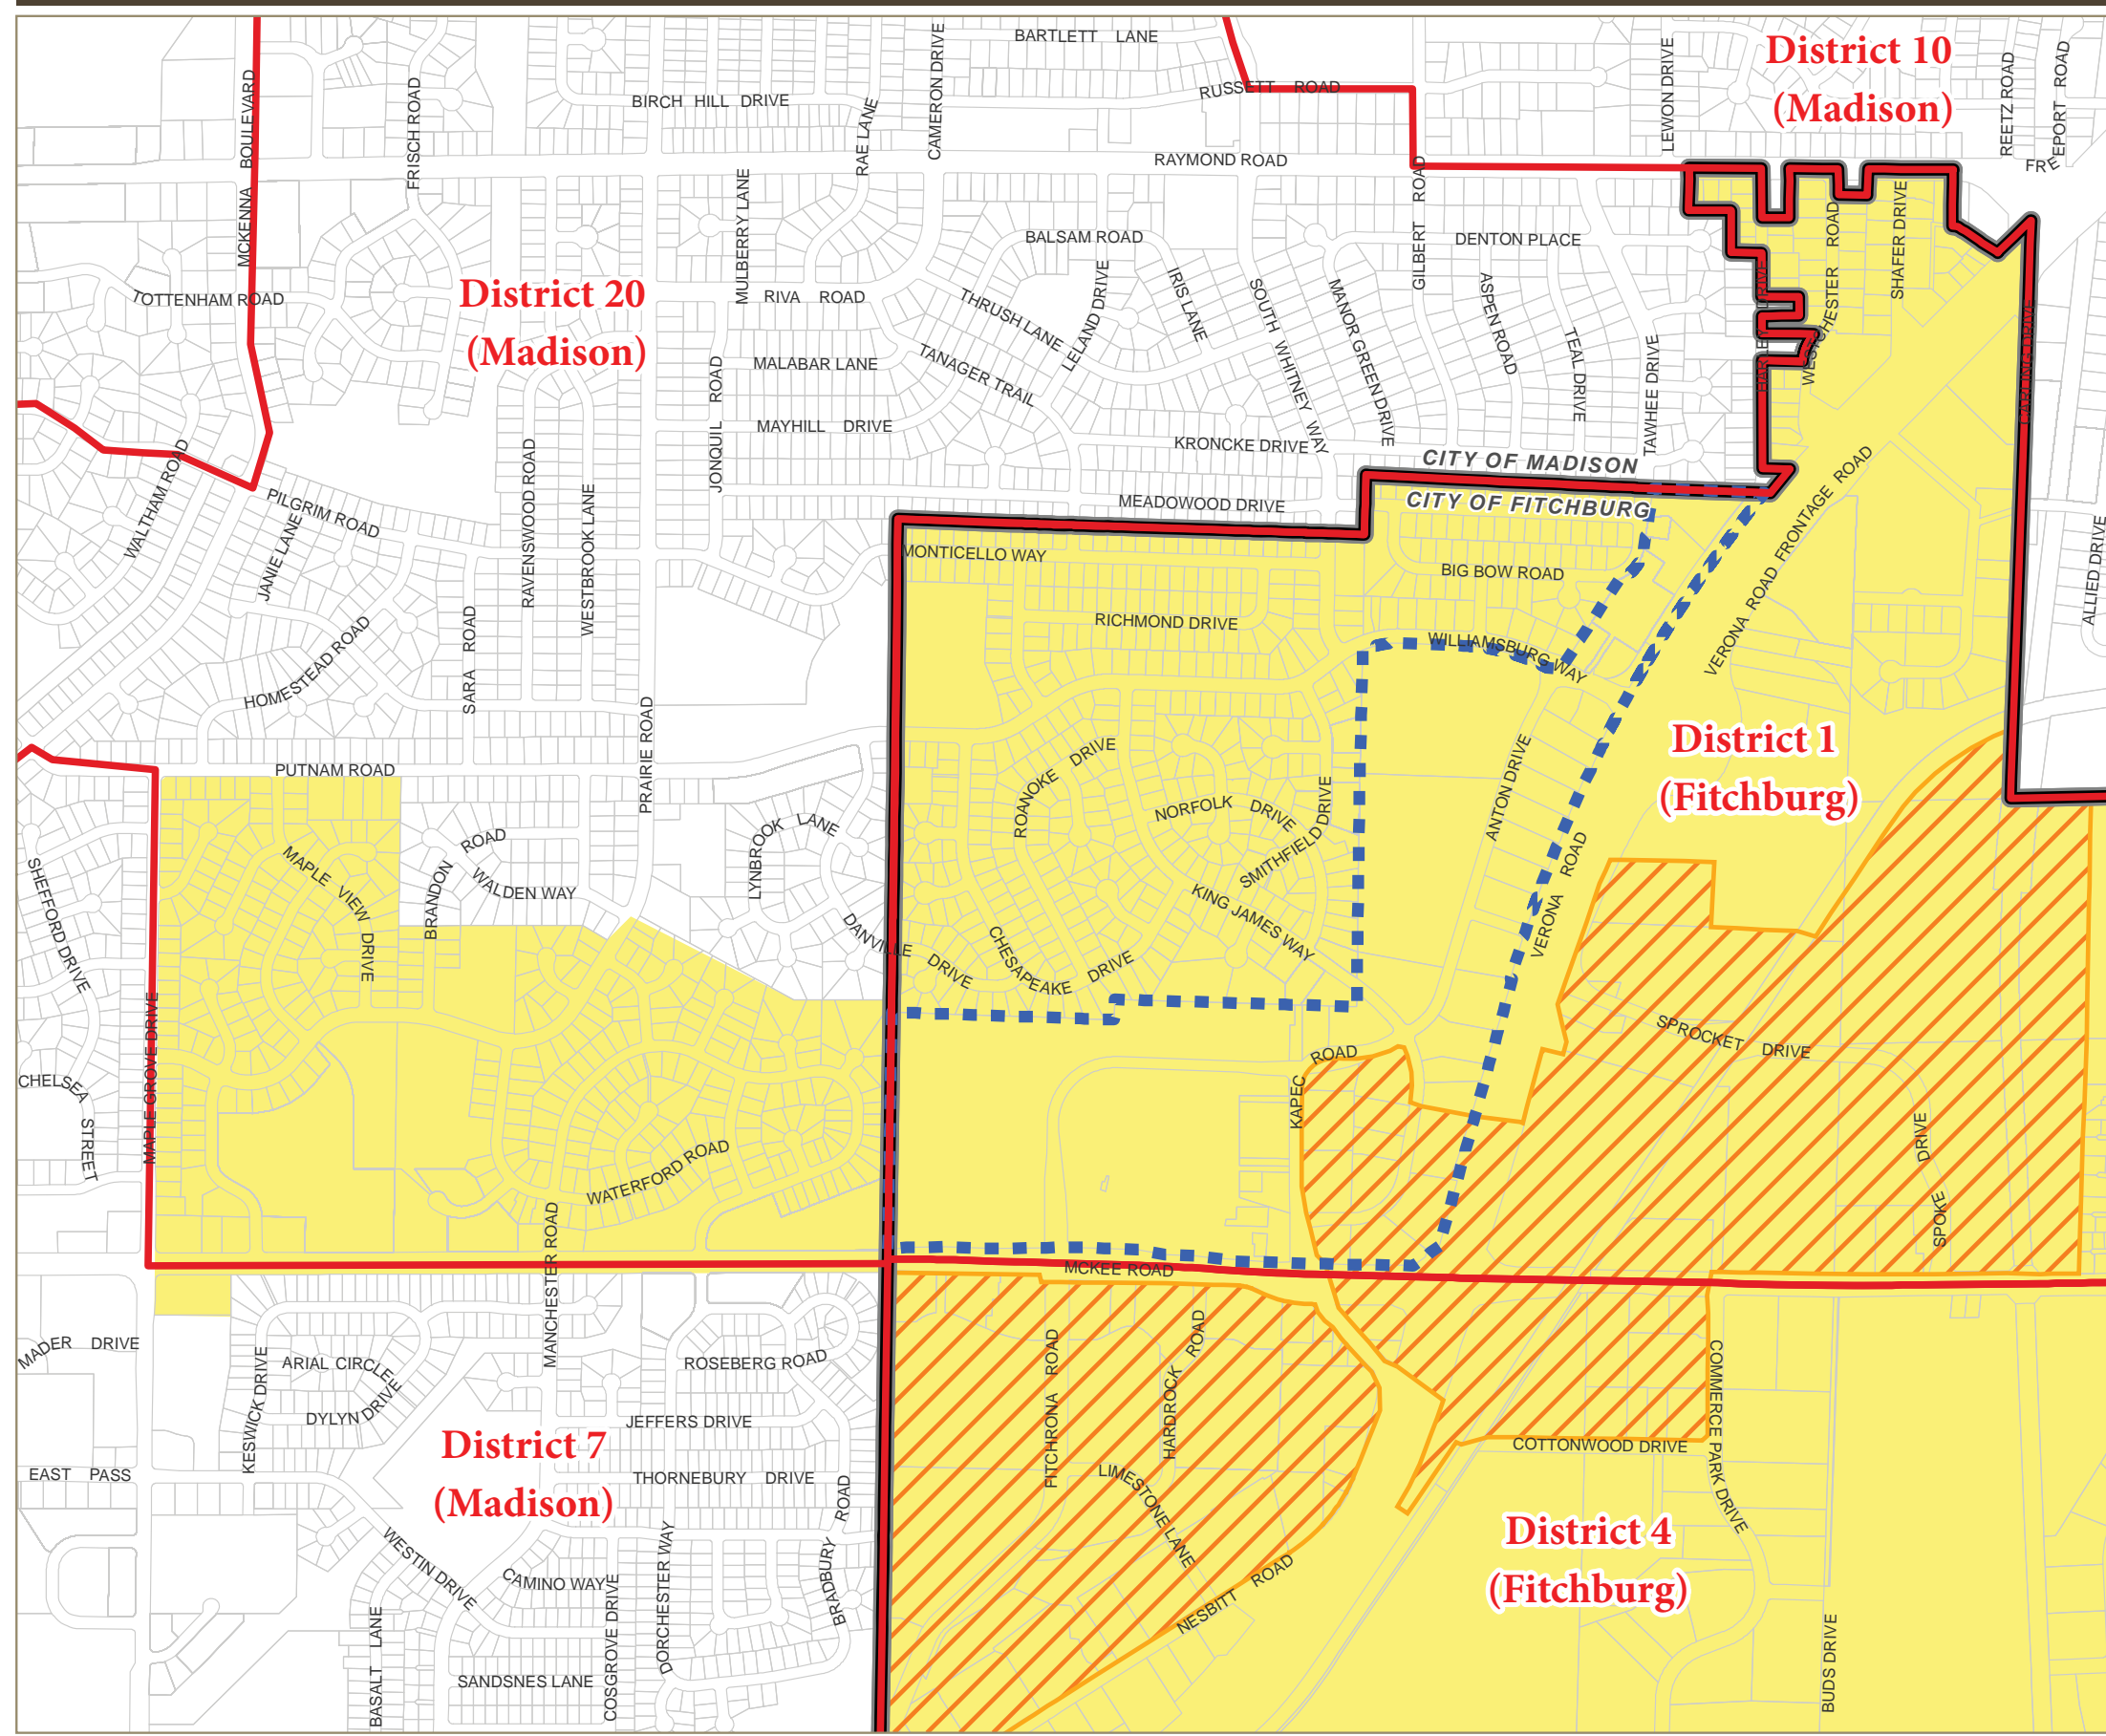 District 10
(Madison)
BARTLETT LANE
CAMERON DRIVE
LEWON DRIVE
REETZ ROAD
FREEPORT ROAD
MCKENNA BOULEVARD
FRISCH ROAD
BIRCH HILL DRIVE
RAE LANE
RUSSETT ROAD
RAYMOND ROAD
GILBERT ROAD
MULBERRY LANE
BALSAM ROAD
DENTON PLACE
WESTCHESTER ROAD
SHAFER DRIVE
TOTTENHAM ROAD
District 20
(Madison)
RIVA ROAD
THRUSH LANE
LELAND DRIVE
IRIS LANE
SOUTH WHITNEY WAY
MANOR GREEN DRIVE
ASPEN ROAD
TEAL DRIVE
TAWHEE DRIVE
CARLING DRIVE
MALABAR LANE
TANAGER TRAIL
JONQUIL ROAD
MAYHILL DRIVE
KRONCKE DRIVE
CITY OF MADISON
CITY OF FITCHBURG
WALTHAM ROAD
PILGRIM ROAD
JANIE LANE
RAVENSWOOD ROAD
WESTBROOK LANE
MEADOWOOD DRIVE
MONTICELLO WAY
BIG BOW ROAD
VERONA ROAD FRONTAGE ROAD
ALLIED DRIVE
RICHMOND DRIVE
WILLIAMSBURG WAY
HOMESTEAD ROAD
SARA ROAD
PRAIRIE ROAD
District 1
(Fitchburg)
PUTNAM ROAD
ROANOKE DRIVE
NORFOLK DRIVE
SMITHFIELD DRIVE
ANTON DRIVE
VERONA ROAD
SHEFFORD DRIVE
MAPLE VIEW DRIVE
BRANDON ROAD
WALDEN WAY
LYNBROOK LANE
DANVILLE DRIVE
CHESAPEAKE DRIVE
KING JAMES WAY
MAPLE GROVE DRIVE
CHELSEA STREET
KAPEC ROAD
SPROCKET DRIVE
SPOKE DRIVE
WATERFORD ROAD
MANCHESTER ROAD
MCKEE ROAD
MADER DRIVE
KESWICK DRIVE
ARIAL CIRCLE
DYLYN DRIVE
ROSEBERG ROAD
FITCHRONA ROAD
HARDROCK ROAD
COMMERCE PARK DRIVE
District 7
(Madison)
JEFFERS DRIVE
EAST PASS
THORNEBURY DRIVE
LIMESTONE LANE
COTTONWOOD DRIVE
District 4
(Fitchburg)
WESTIN DRIVE
CAMINO WAY
DORCHESTER WAY
BRADBURY ROAD
NESBITT ROAD
BASALT LANE
SANDSNES LANE
COSGROVE DRIVE
BUDS DRIVE